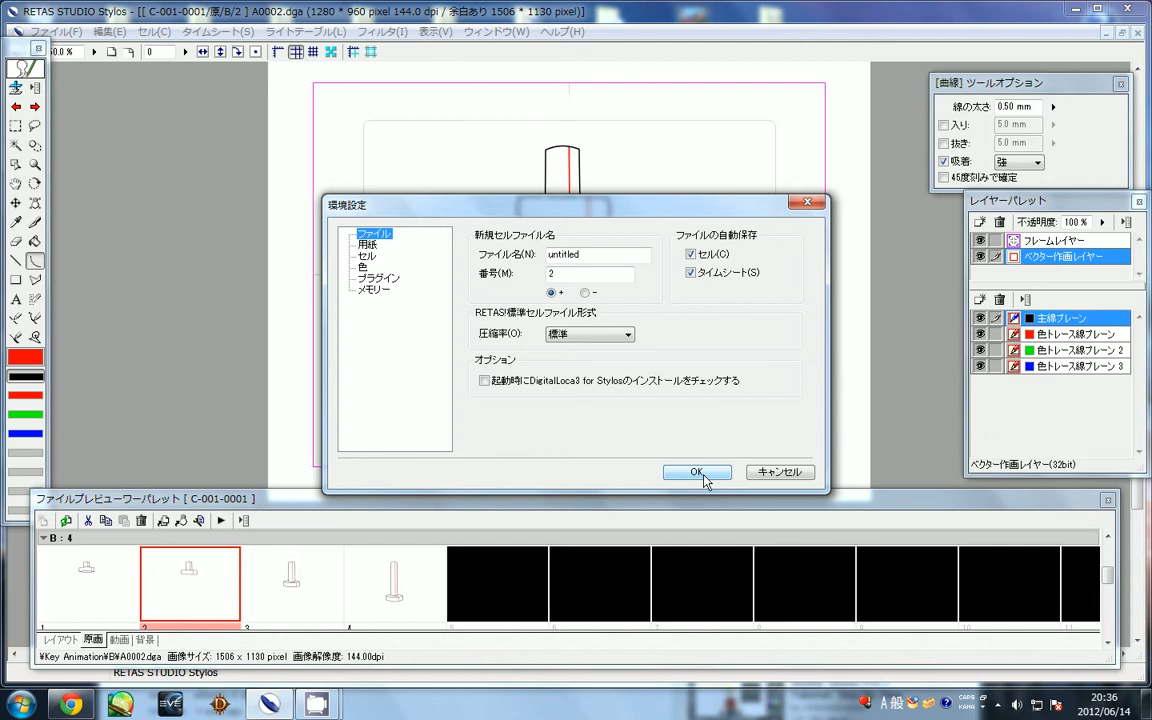 RETAS STUDIO Stylos - [[ C-001-0001/原/B/2 ] A0002.dga (1280 * 960 pixel 144.0 dpi / 余白あり 1506 * 1130 pixel)]
ファイル(F) 編集(E) セル(C) タイムシート(S) ライトテーブル(L) フィルタ(I) 表示(V) ウィンドウ(W) ヘルプ(H)
0
[曲線] ツールオプション
線の太さ 0.50 mm
入り: 5.0 mm
抜き: 5.0 mm
吸着: 強
45度刻みで確定
レイヤーパレット
不透明度: 100 %
フレームレイヤー
ベクター作画レイヤー
主線プレーン
色トレース線プレーン
色トレース線プレーン 2
色トレース線プレーン 3
ベクター作画レイヤー(32bit)
環境設定
ファイル
用紙
セル
色
プラグイン
メモリー
新規セルファイル名
ファイル名(N): untitled
番号(M): 2
+ -
ファイルの自動保存
セル(C)
タイムシート(S)
RETAS!標準セルファイル形式
圧縮率(O): 標準
オプション
起動時にDigitalLoca3 for Stylosのインストールをチェックする
OK キャンセル
ファイルプレビューワーパレット [ C-001-0001 ]
B : 4
1 2 3 4 5 6 7 8 9 10 11
レイアウト 原画 動画 背景
¥Key Animation¥B¥A0002.dga 画像サイズ: 1506 x 1130 pixel 画像解像度: 144.00dpi
RETAS STUDIO Stylos
EVE
A 般
CAPS
KANA
20:36
2012/06/14